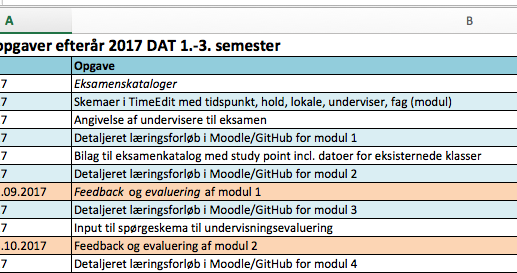 A B
opgaver efterår 2017 DAT 1.-3. semester
Opgave
7 Eksamenskataloger
7 Skemaer i TimeEdit med tidspunkt, hold, lokale, underviser, fag (modul)
7 Angivelse af undervisere til eksamen
7 Detaljeret læringsforløb i Moodle/GitHub for modul 1
7 Bilag til eksamenkatalog med study point incl. datoer for eksisternede klasser
7 Detaljeret læringsforløb i Moodle/GitHub for modul 2
.09.2017 Feedback og evaluering af modul 1
7 Detaljeret læringsforløb i Moodle/GitHub for modul 3
7 Input til spørgeskema til undervisningsevaluering
.10.2017 Feedback og evaluering af modul 2
7 Detaljeret læringsforløb i Moodle/GitHub for modul 4